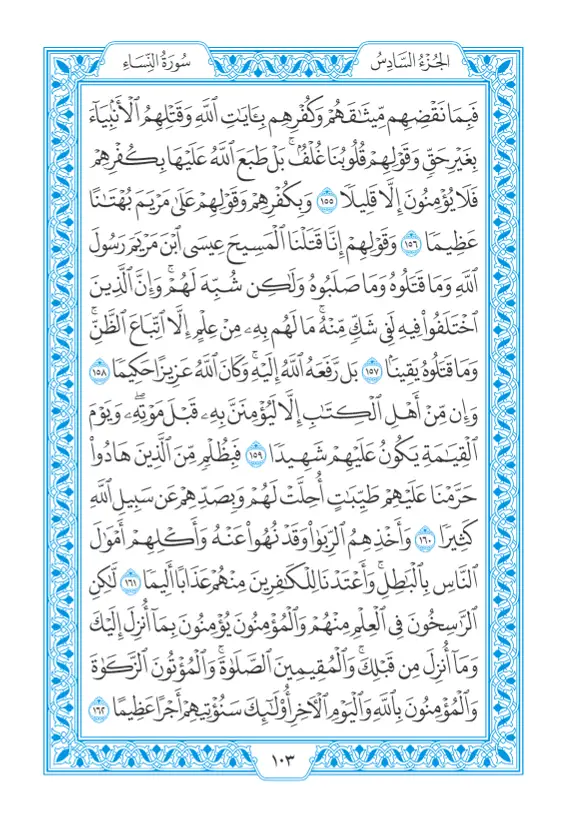 الجُزْءُ السَّادِسُ
سُورَةُ النِّسَاءِ
فَبِمَا نَقْضِهِم مِّيثَٰقَهُمْ وَكُفْرِهِم بِـَٔايَٰتِ ٱللَّهِ وَقَتْلِهِمُ ٱلْأَنۢبِيَآءَ
بِغَيْرِ حَقٍّ وَقَوْلِهِمْ قُلُوبُنَا غُلْفٌۢ ۚ بَلْ طَبَعَ ٱللَّهُ عَلَيْهَا بِكُفْرِهِمْ
فَلَا يُؤْمِنُونَ إِلَّا قَلِيلًا ١٥٥ وَبِكُفْرِهِمْ وَقَوْلِهِمْ عَلَىٰ مَرْيَمَ بُهْتَٰنًا
عَظِيمًا ١٥٦ وَقَوْلِهِمْ إِنَّا قَتَلْنَا ٱلْمَسِيحَ عِيسَى ٱبْنَ مَرْيَمَ رَسُولَ
ٱللَّهِ وَمَا قَتَلُوهُ وَمَا صَلَبُوهُ وَلَٰكِن شُبِّهَ لَهُمْ ۚ وَإِنَّ ٱلَّذِينَ
ٱخْتَلَفُوا۟ فِيهِ لَفِى شَكٍّ مِّنْهُ ۚ مَا لَهُم بِهِۦ مِنْ عِلْمٍ إِلَّا ٱتِّبَاعَ ٱلظَّنِّ ۚ
وَمَا قَتَلُوهُ يَقِينًۢا ١٥٧ بَل رَّفَعَهُ ٱللَّهُ إِلَيْهِ ۚ وَكَانَ ٱللَّهُ عَزِيزًا حَكِيمًا ١٥٨
وَإِن مِّنْ أَهْلِ ٱلْكِتَٰبِ إِلَّا لَيُؤْمِنَنَّ بِهِۦ قَبْلَ مَوْتِهِۦ ۖ وَيَوْمَ
ٱلْقِيَٰمَةِ يَكُونُ عَلَيْهِمْ شَهِيدًا ١٥٩ فَبِظُلْمٍ مِّنَ ٱلَّذِينَ هَادُوا۟
حَرَّمْنَا عَلَيْهِمْ طَيِّبَٰتٍ أُحِلَّتْ لَهُمْ وَبِصَدِّهِمْ عَن سَبِيلِ ٱللَّهِ
كَثِيرًا ١٦٠ وَأَخْذِهِمُ ٱلرِّبَوٰا۟ وَقَدْ نُهُوا۟ عَنْهُ وَأَكْلِهِمْ أَمْوَٰلَ
ٱلنَّاسِ بِٱلْبَٰطِلِ ۚ وَأَعْتَدْنَا لِلْكَٰفِرِينَ مِنْهُمْ عَذَابًا أَلِيمًا ١٦١ لَّٰكِنِ
ٱلرَّٰسِخُونَ فِى ٱلْعِلْمِ مِنْهُمْ وَٱلْمُؤْمِنُونَ يُؤْمِنُونَ بِمَآ أُنزِلَ إِلَيْكَ
وَمَآ أُنزِلَ مِن قَبْلِكَ ۚ وَٱلْمُقِيمِينَ ٱلصَّلَوٰةَ ۚ وَٱلْمُؤْتُونَ ٱلزَّكَوٰةَ
وَٱلْمُؤْمِنُونَ بِٱللَّهِ وَٱلْيَوْمِ ٱلْـَٔاخِرِ أُو۟لَٰٓئِكَ سَنُؤْتِيهِمْ أَجْرًا عَظِيمًا ١٦٢
١٠٣